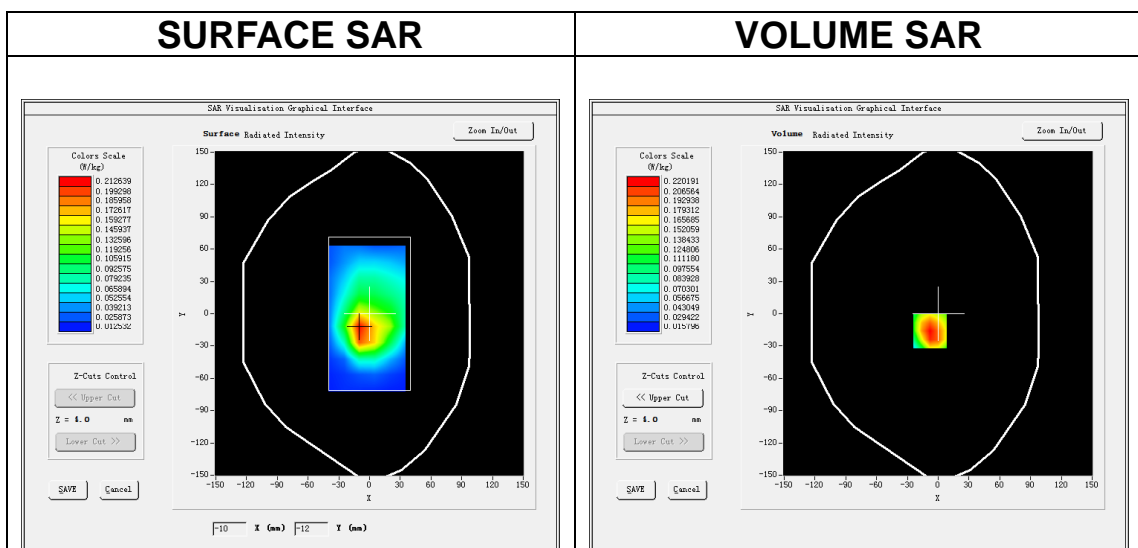 SURFACE SAR
VOLUME SAR
SAR Visualisation Graphical Interface
Surface Radiated Intensity
Zoom In/Out
Colors Scale
(W/kg)
0.212639
0.199298
0.185958
0.172617
0.159277
0.145937
0.132596
0.119256
0.105915
0.092575
0.079235
0.065894
0.052554
0.039213
0.025873
0.012532
Z-Cuts Control
<< Upper Cut
Z = 4.0 mm
Lower Cut >>
SAVE Cancel
150
120
90
60
30
0
-30
-60
-90
-120
-150
Y
-150 -120 -90 -60 -30 0 30 60 90 120 150
X
-10 X (mm) -12 Y (mm)
SAR Visualisation Graphical Interface
Volume Radiated Intensity
Zoom In/Out
Colors Scale
(W/kg)
0.220191
0.206564
0.192938
0.179312
0.165685
0.152059
0.138433
0.124806
0.111180
0.097554
0.083928
0.070301
0.056675
0.043049
0.029422
0.015796
Z-Cuts Control
<< Upper Cut
Z = 4.0 mm
Lower Cut >>
SAVE Cancel
150
120
90
60
30
0
-30
-60
-90
-120
-150
Y
-150 -120 -90 -60 -30 0 30 60 90 120 150
X